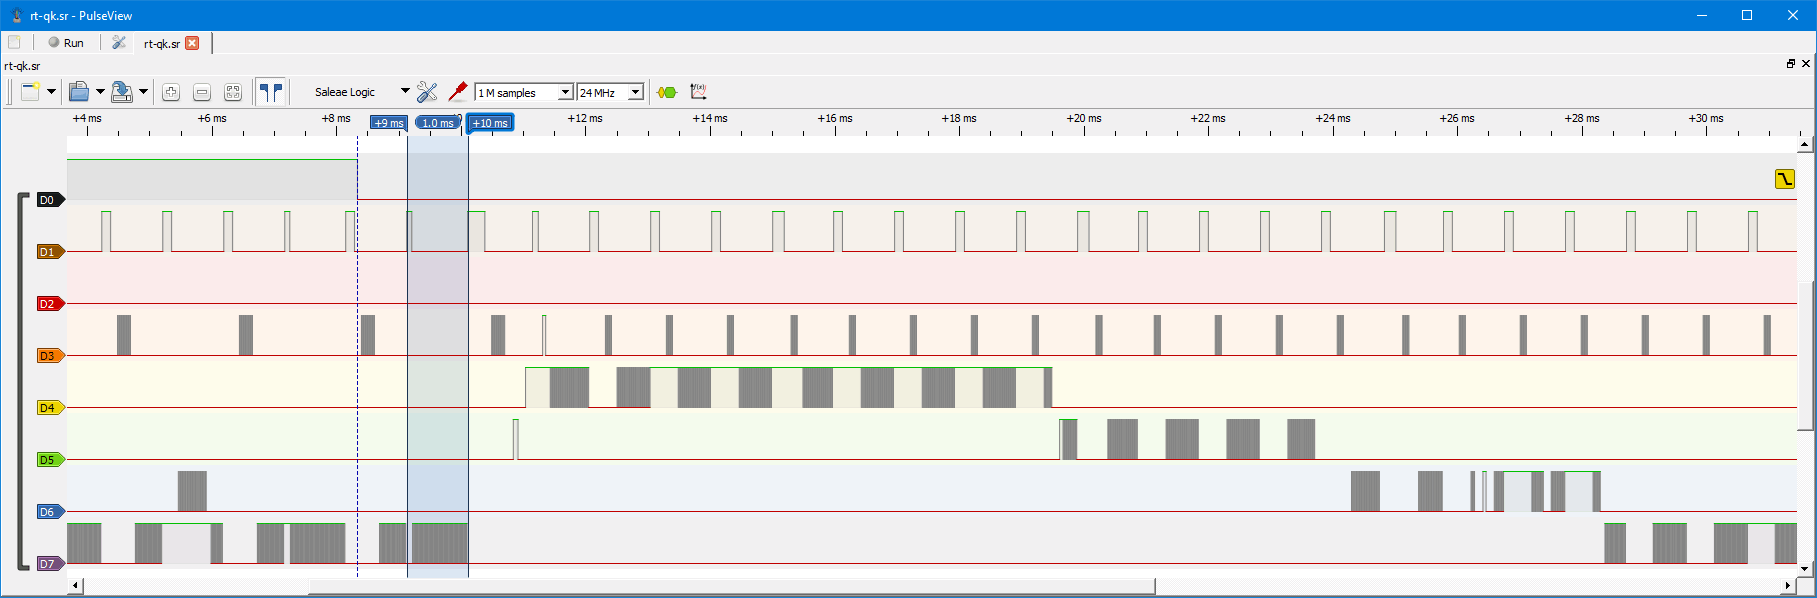 rt-qk.sr - PulseView
Run
rt-qk.sr
rt-qk.sr
Saleae Logic
1 M samples
24 MHz
+4 ms +6 ms +8 ms +9 ms 1.0 ms +10 ms +12 ms +14 ms +16 ms +18 ms +20 ms +22 ms +24 ms +26 ms +28 ms +30 ms
D0
D1
D2
D3
D4
D5
D6
D7